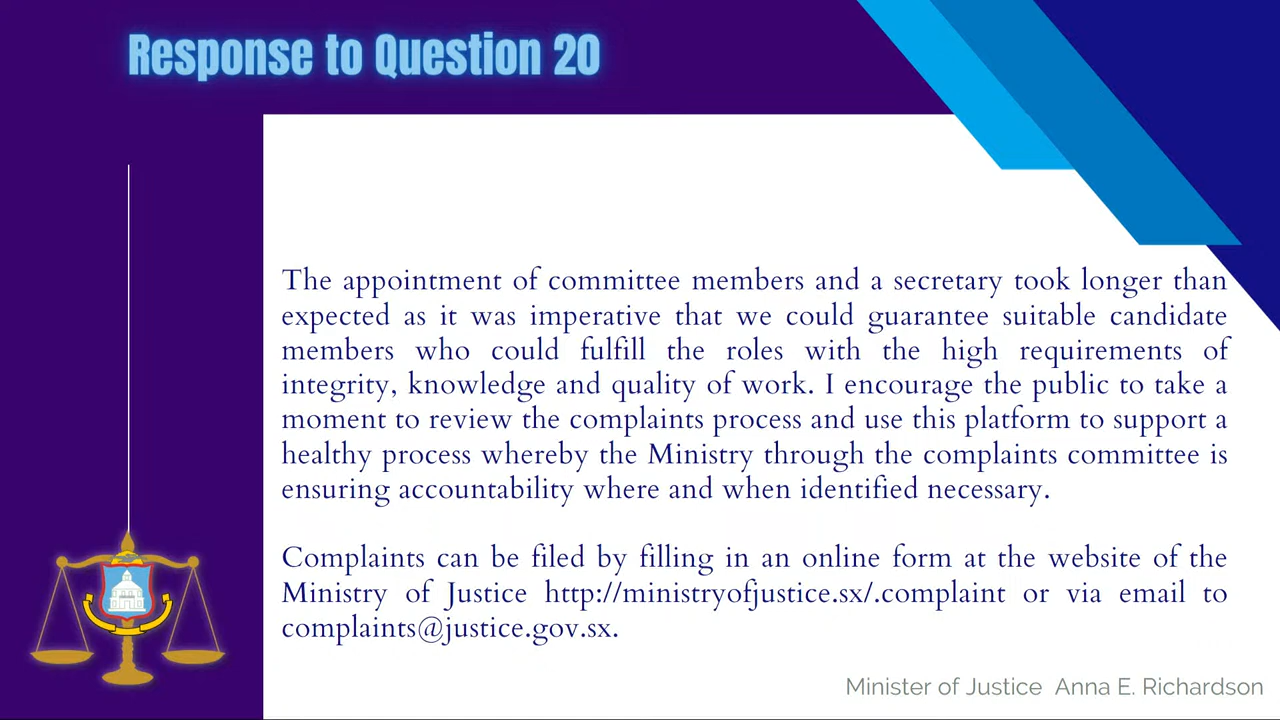 Response to Question 20
The appointment of committee members and a secretary took longer than
expected as it was imperative that we could guarantee suitable candidate
members who could fulfill the roles with the high requirements of
integrity, knowledge and quality of work. I encourage the public to take a
moment to review the complaints process and use this platform to support a
healthy process whereby the Ministry through the complaints committee is
ensuring accountability where and when identified necessary.
Complaints can be filed by filling in an online form at the website of the
Ministry of Justice http://ministryofjustice.sx/.complaint or via email to
complaints@justice.gov.sx.
Minister of Justice Anna E. Richardson